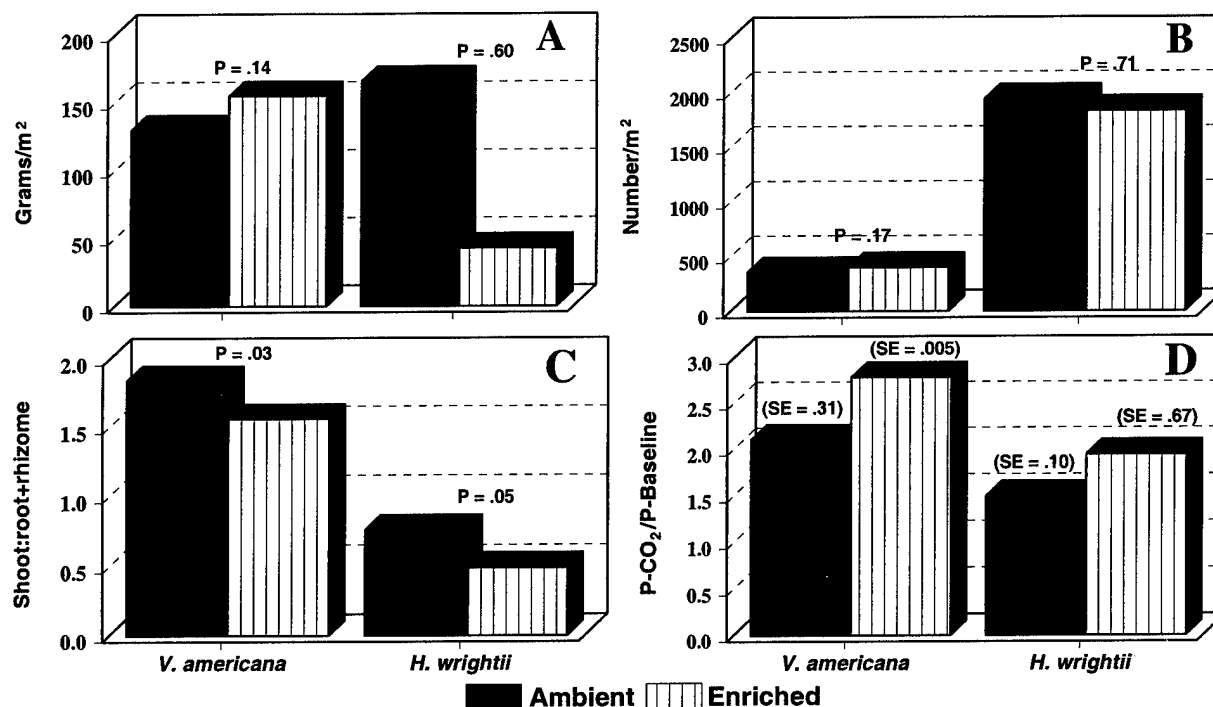 A
200
150
100
50
0
Grams/m²
P = .14
P = .60
B
2500
2000
1500
1000
500
0
Number/m²
P = .17
P = .71
C
2.0
1.5
1.0
0.5
0.0
Shoot:root+rhizome
P = .03
P = .05
V. americana
H. wrightii
D
3.0
2.5
2.0
1.5
1.0
0.5
0.0
P-CO₂/P-Baseline
(SE = .31)
(SE = .005)
(SE = .10)
(SE = .67)
V. americana
H. wrightii
Ambient
Enriched